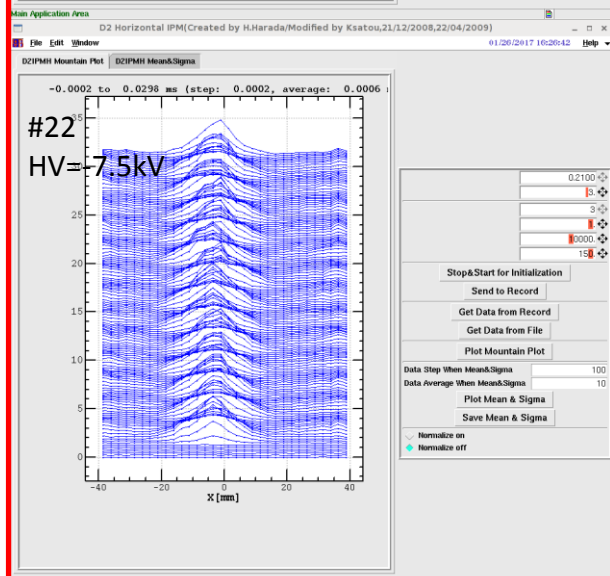 Main Application Area
D2 Horizontal IPM(Created by H.Harada/Modified by Ksatou,21/12/2008,22/04/2009)
File Edit Window 01/26/2017 16:26:42 Help
D2IPMH Mountain Plot D2IPMH Mean&Sigma
-0.0002 to 0.0298 ms (step: 0.0002, average: 0.0006
#22
HV=-7.5kV
35
30
25
20
15
10
5
0
-40 -20 0 20 40
X [mm]
0.2100
3.
3
1.
10000.
150.
Stop&Start for Initialization
Send to Record
Get Data from Record
Get Data from File
Plot Mountain Plot
Data Step When Mean&Sigma 100
Data Average When Mean&Sigma 10
Plot Mean & Sigma
Save Mean & Sigma
Normalize on
Normalize off